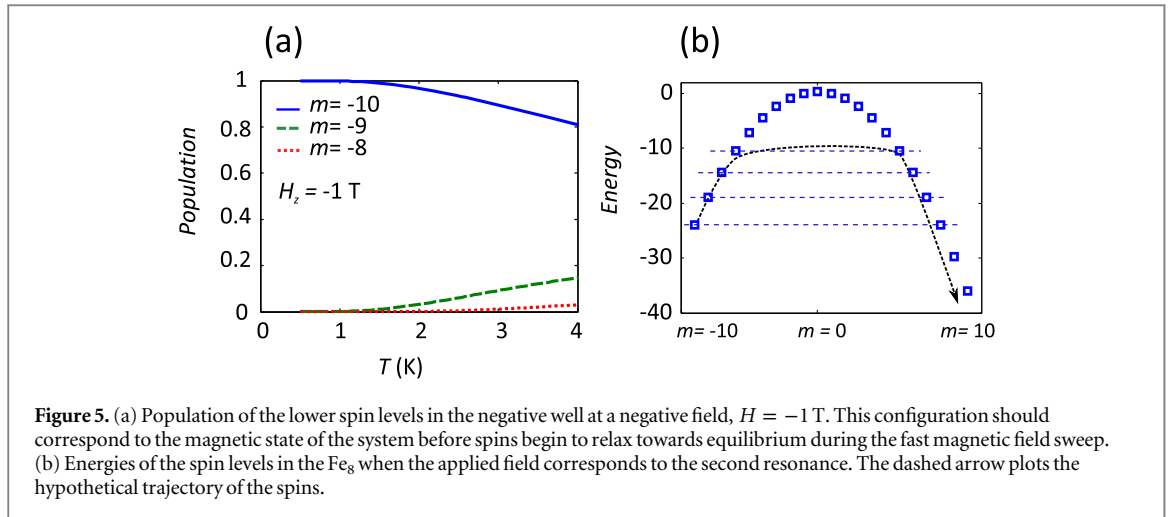 (a)
(b)
1
0.8
0.6
0.4
0.2
0
Population
m= -10
m= -9
m= -8
Hz = -1 T
0 1 2 3 4
T (K)
0
-10
-20
-30
-40
Energy
m= -10 m = 0 m= 10
Figure 5. (a) Population of the lower spin levels in the negative well at a negative field, H = −1 T. This configuration should
correspond to the magnetic state of the system before spins begin to relax towards equilibrium during the fast magnetic field sweep.
(b) Energies of the spin levels in the Fe8 when the applied field corresponds to the second resonance. The dashed arrow plots the
hypothetical trajectory of the spins.